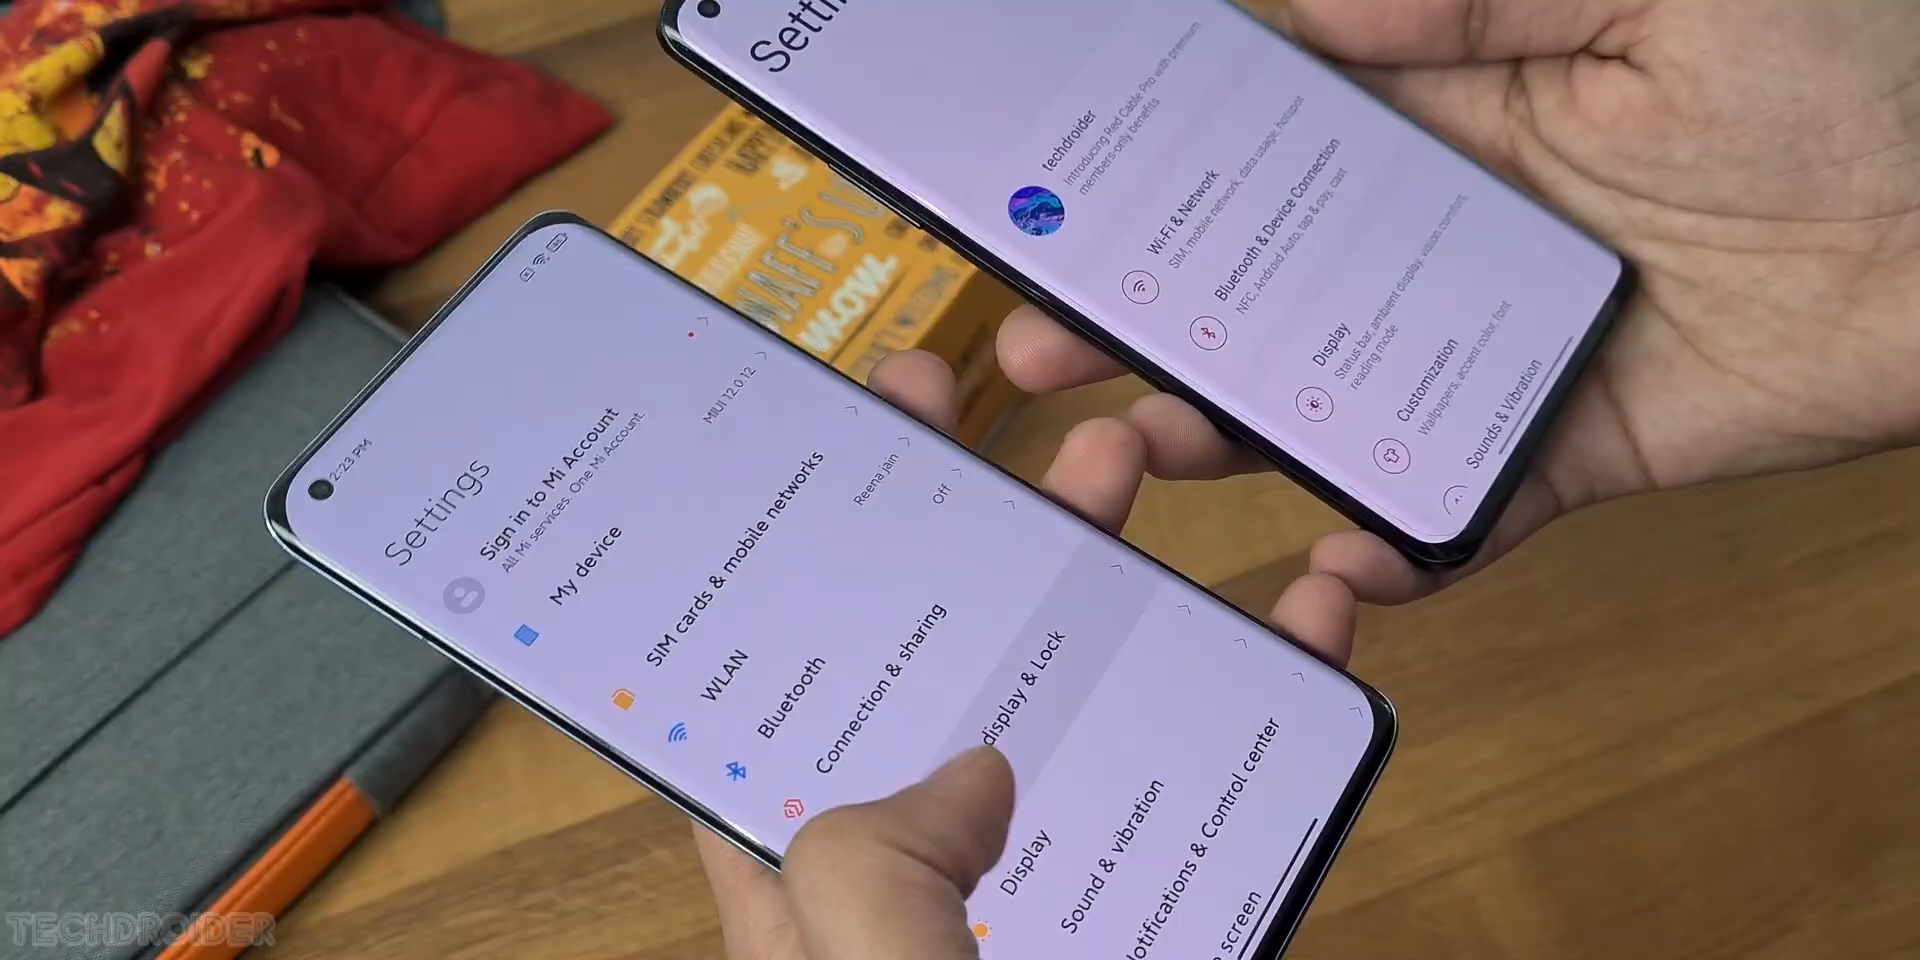 Settin
techdroider
Introducing Red Cable Pro with premium
members-only benefits
Wi-Fi & Network
SIM, mobile network, data usage, hotspot
Bluetooth & Device Connection
NFC, Android Auto, tap & pay, cast
Display
Status bar, ambient display, vision comfort,
reading mode
Customization
Wallpapers, accent color, font
Sounds & Vibration
2:23 PM
Settings
Sign in to Mi Account
All Mi services. One Mi Account.
My device
MIUI 12.0.12
SIM cards & mobile networks
WLAN
Reena jain
Bluetooth
Off
Connection & sharing
display & Lock
Display
Sound & vibration
lotifications & Control center
screen
TECHDROIDER